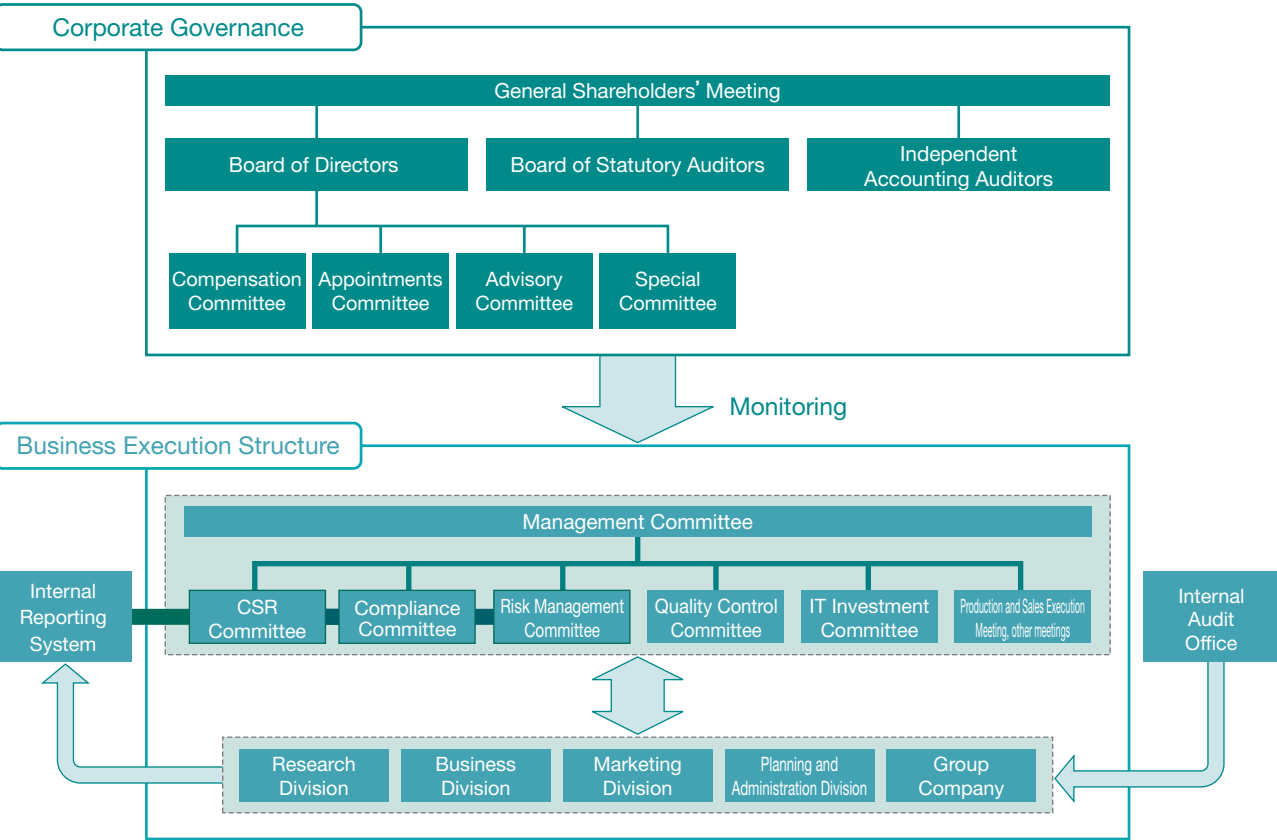 Corporate Governance
General Shareholders’ Meeting
Board of Directors
Board of Statutory Auditors
Independent
Accounting Auditors
Compensation
Committee
Appointments
Committee
Advisory
Committee
Special
Committee
Monitoring
Business Execution Structure
Management Committee
Internal
Reporting
System
CSR
Committee
Compliance
Committee
Risk Management
Committee
Quality Control
Committee
IT Investment
Committee
Production and Sales Execution
Meeting, other meetings
Internal
Audit
Office
Research
Division
Business
Division
Marketing
Division
Planning and
Administration Division
Group
Company